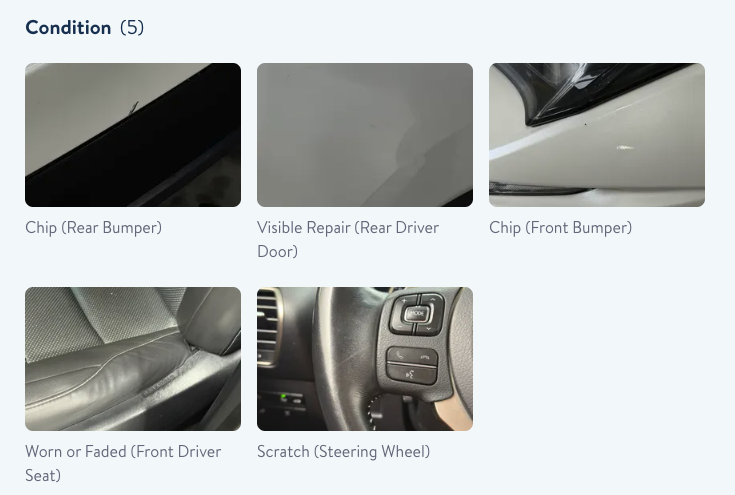 Condition (5)
Chip (Rear Bumper)
Visible Repair (Rear Driver
Door)
Chip (Front Bumper)
MODE
Worn or Faded (Front Driver
Seat)
Scratch (Steering Wheel)